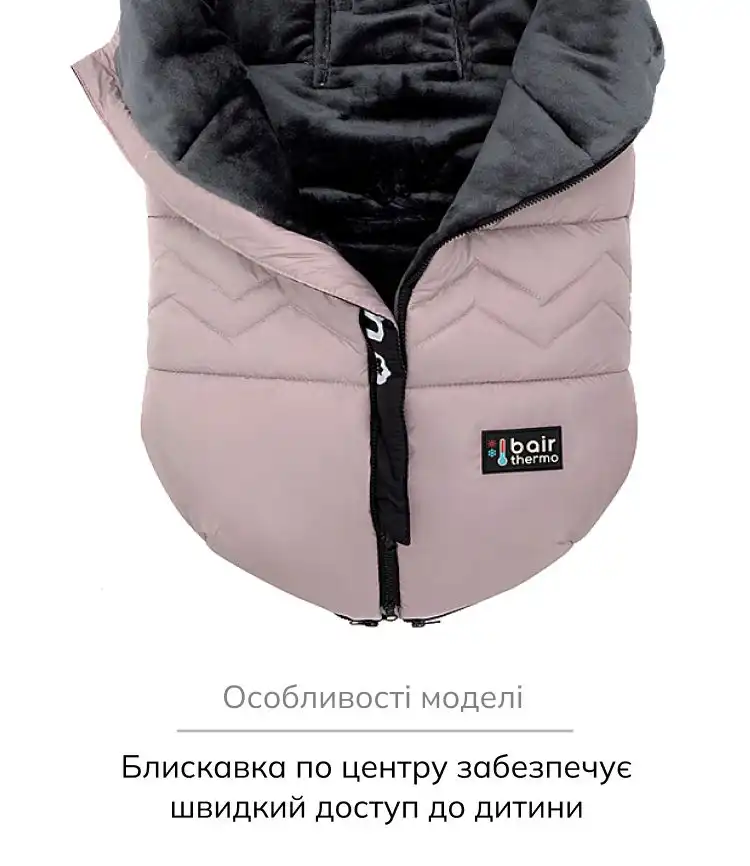 bair
thermo
Особливості моделі
Блискавка по центру забезпечує
швидкий доступ до дитини